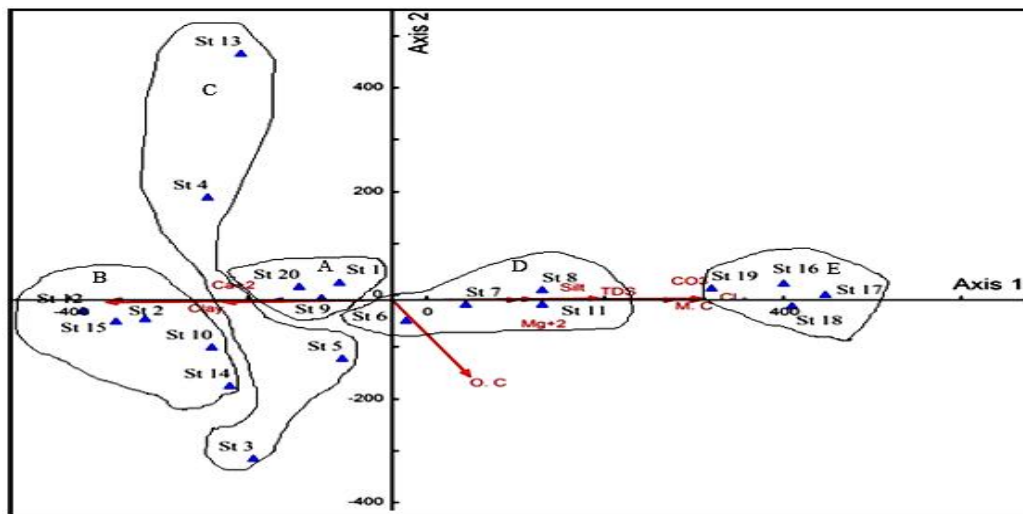 Axis 2
St 13
C
400
St 4
200
B
A
St 20
St 1
D
St 8
E
St 19
St 16
Ca+2
CO3
Axis 1
St 12
0
St 9
0
St 7
Silt
TDS
Cl
St 17
-400
St 2
Clay
400
St 15
St 6
Mg+2
St 11
M. C
St 18
St 10
St 5
St 14
O. C
-200
St 3
-400